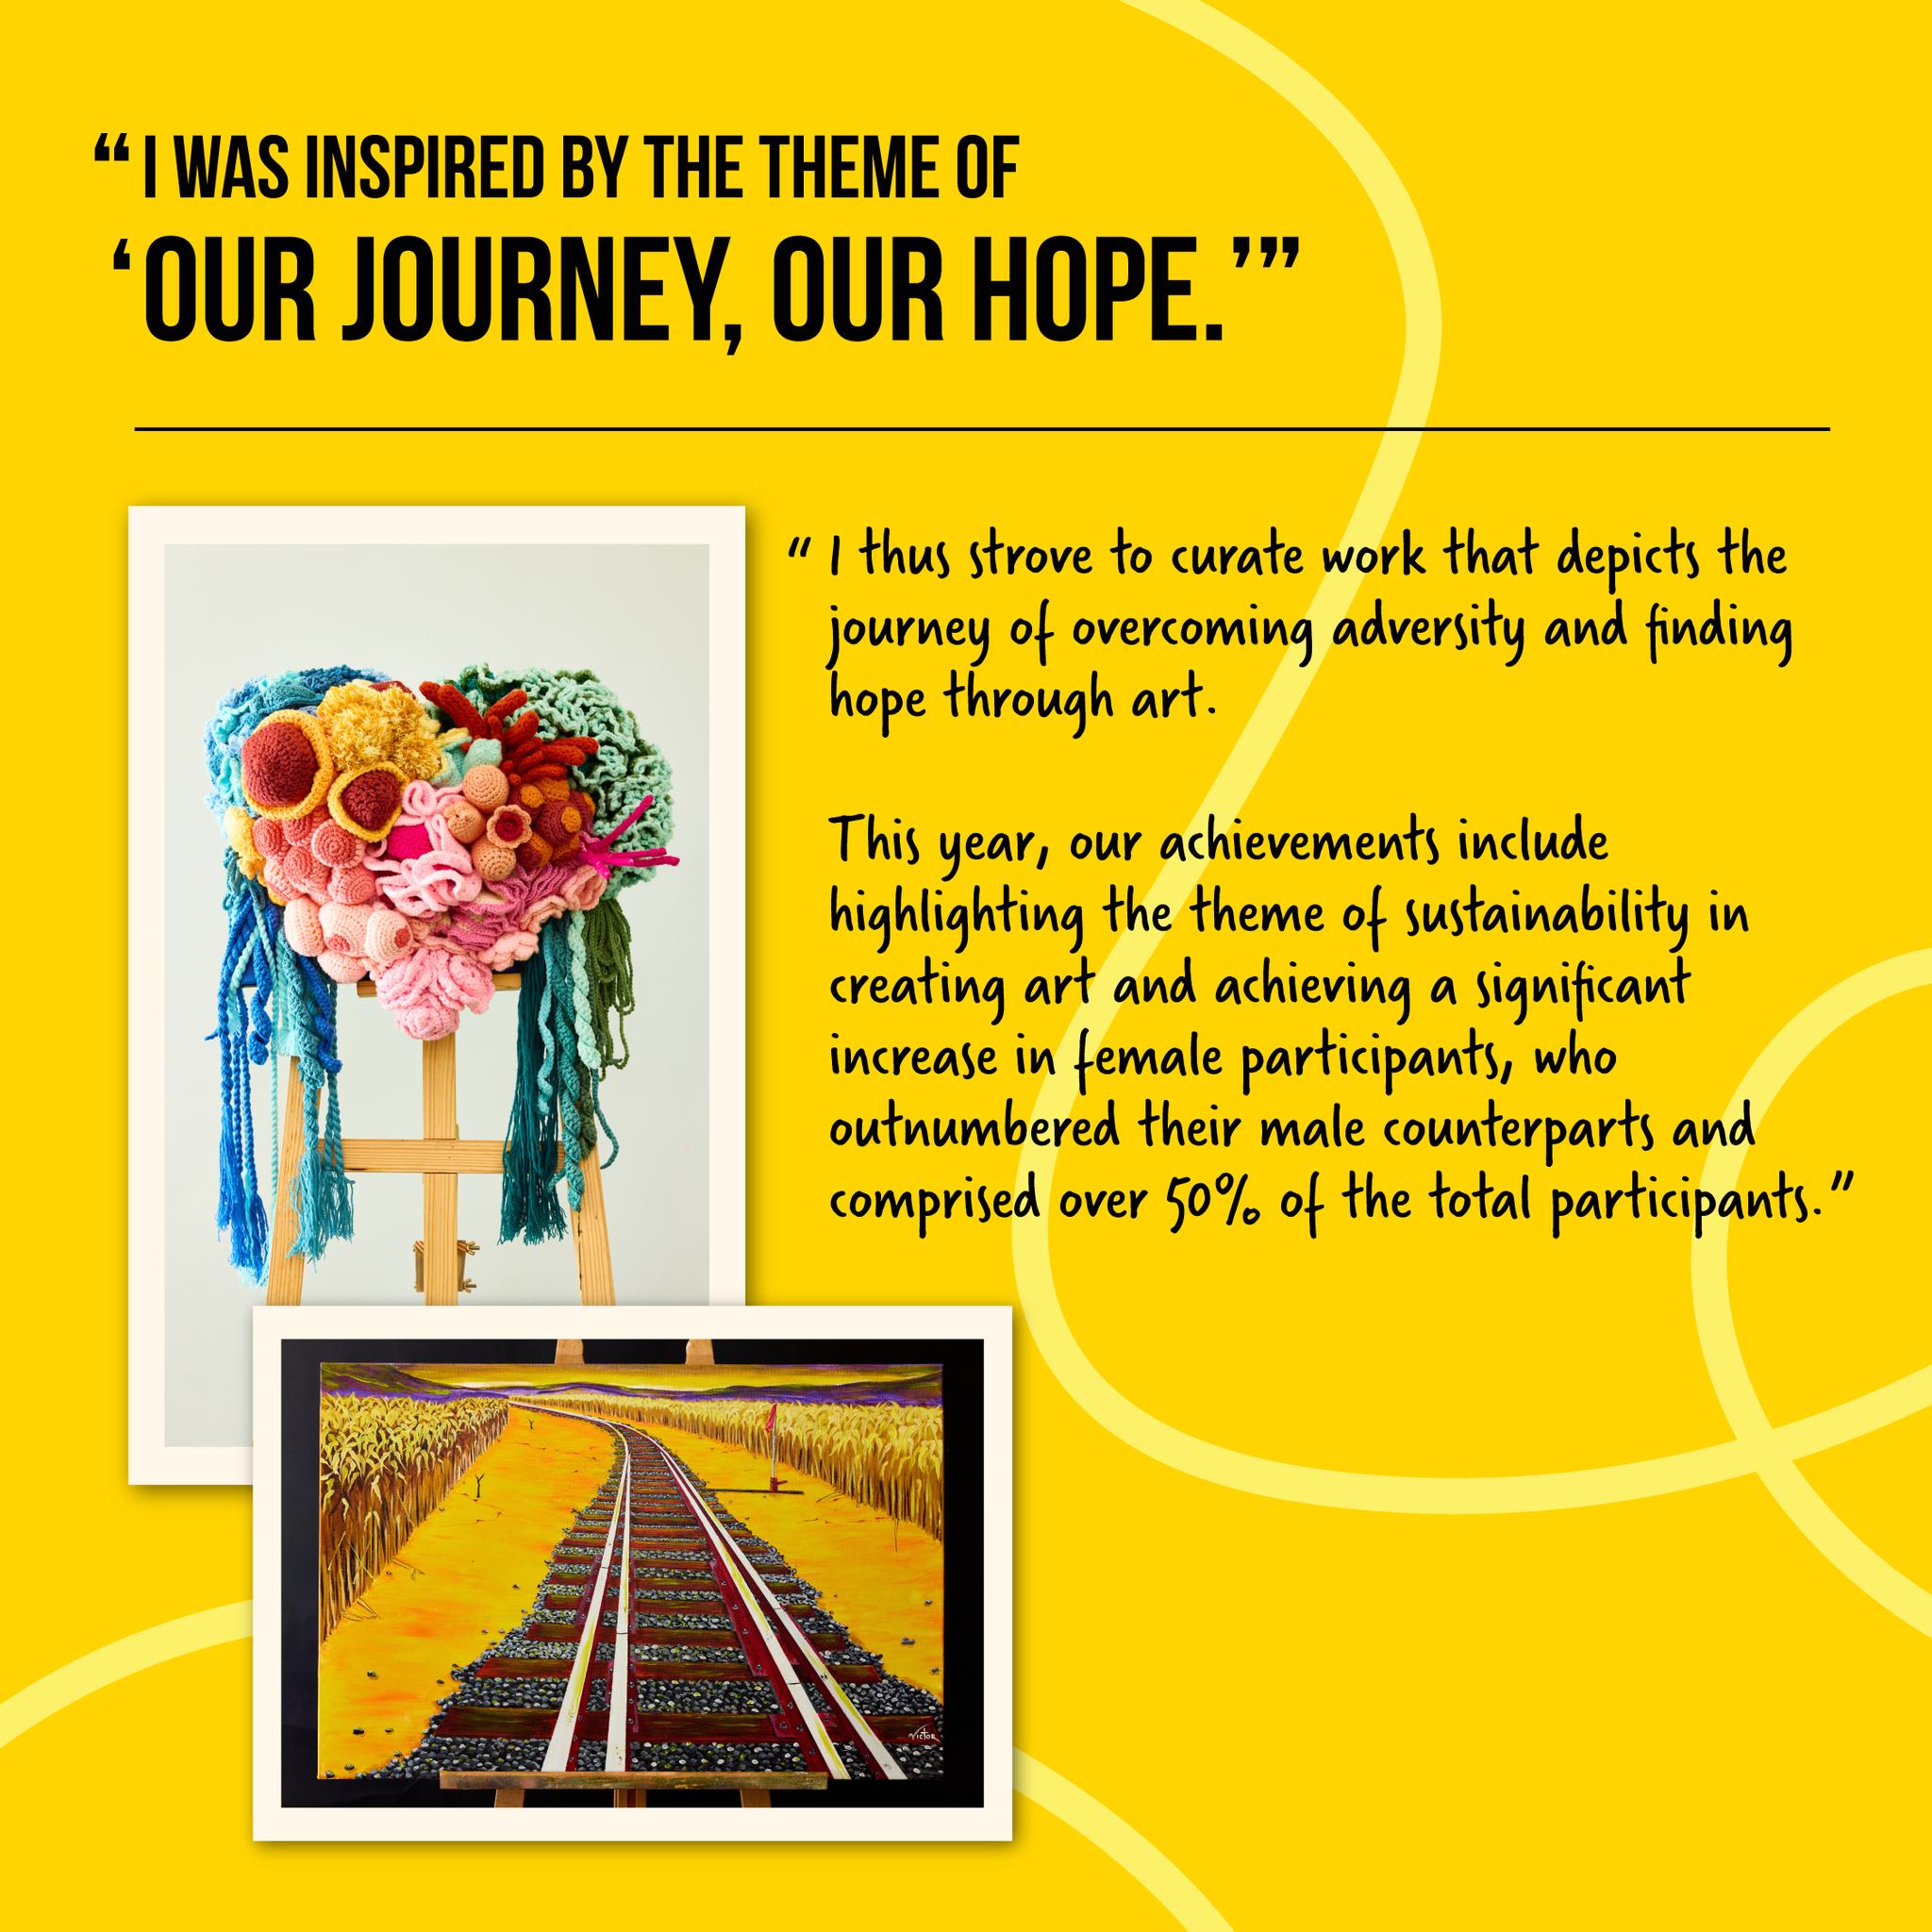 “I WAS INSPIRED BY THE THEME OF
‘OUR JOURNEY, OUR HOPE.’”
“ I thus strove to curate work that depicts the
journey of overcoming adversity and finding
hope through art.
This year, our achievements include
highlighting the theme of sustainability in
creating art and achieving a significant
increase in female participants, who
outnumbered their male counterparts and
comprised over 50% of the total participants.”
VICTOR